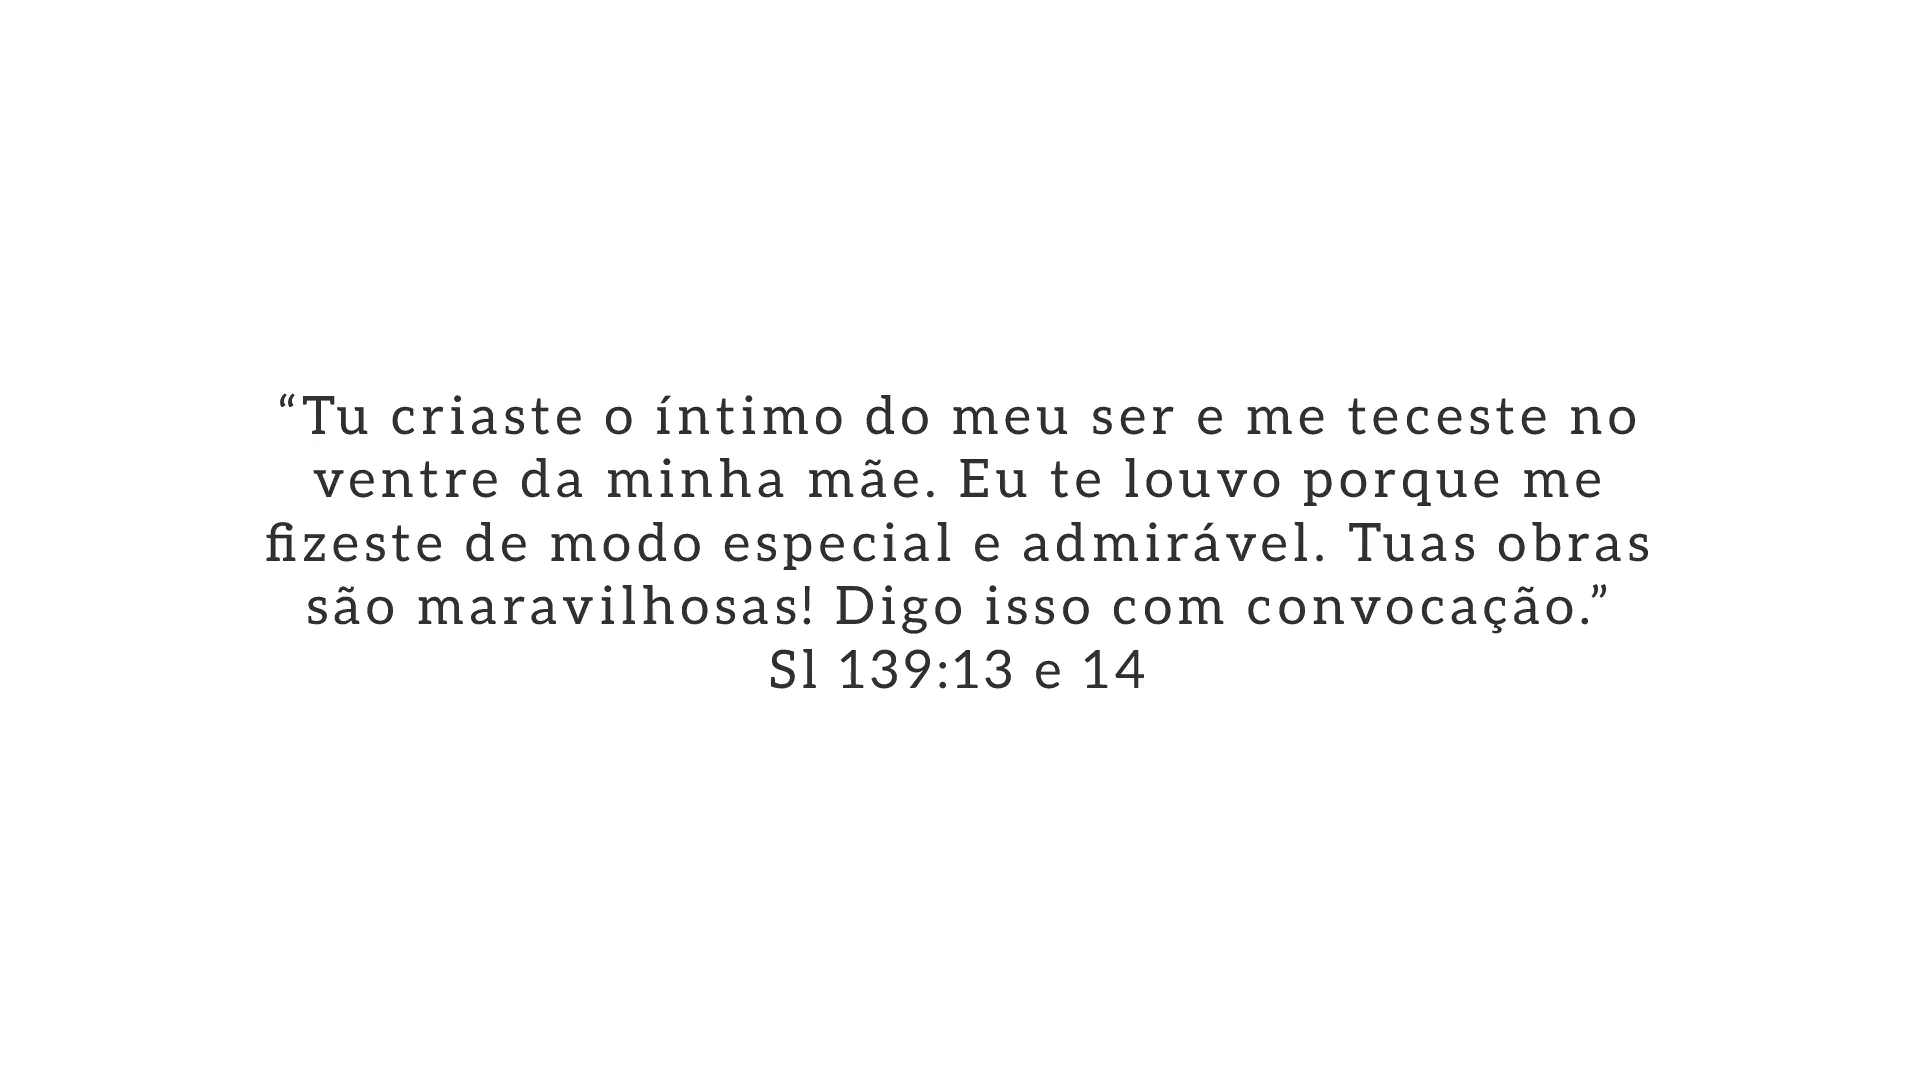 “Tu criaste o íntimo do meu ser e me teceste no
ventre da minha mãe. Eu te louvo porque me
fizeste de modo especial e admirável. Tuas obras
são maravilhosas! Digo isso com convocação.”
Sl 139:13 e 14